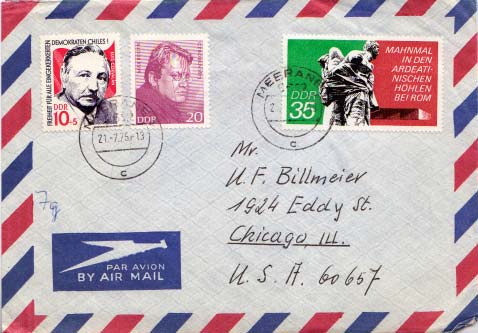 FREIHEIT FÜR ALLE EINGEKERKERTEN DEMOKRATEN CHILES!
DDR
10+5
DDR
20
DDR
35
MAHNMAL
IN DEN
ARDEATI-
NISCHEN
HÖHLEN
BEI ROM
MEERANE
21.-7.75.-13
c
MEERANE
c
7g
Mr.
U. F. Billmeier
1924 Eddy St.
Chicago, Ill.
U. S. A. 60657
PAR AVION
BY AIR MAIL